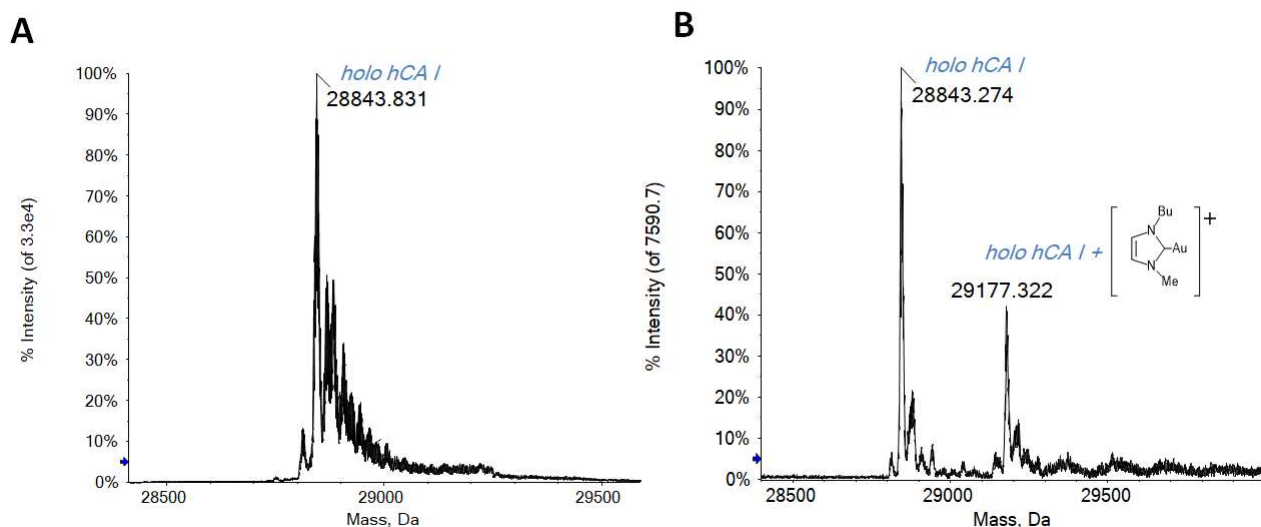 A
holo hCA I
28843.831
100%
90%
80%
70%
60%
50%
40%
30%
20%
10%
0%
% Intensity (of 3.3e4)
28500
29000
29500
Mass, Da
B
holo hCA I
28843.274
100%
90%
80%
70%
60%
50%
40%
30%
20%
10%
0%
% Intensity (of 7590.7)
holo hCA I +
29177.322
Bu
N
Au
N
Me
+
28500
29000
29500
Mass, Da